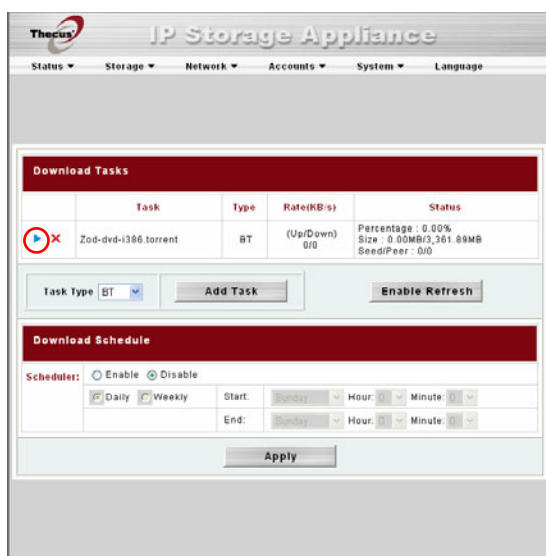 Thecus
IP Storage Appliance
Status Storage Network Accounts System Language
Download Tasks
Task Type Rate(KB/s) Status
Zod-dvd-i386.torrent BT (Up/Down) 0/0 Percentage : 0.00%
Size : 0.00MB/3,361.89MB
Seed/Peer : 0/0
Task Type BT Add Task Enable Refresh
Download Schedule
Scheduler: Enable Disable
Daily Weekly Start: Sunday Hour: 0 Minute: 0
End: Sunday Hour: 0 Minute: 0
Apply